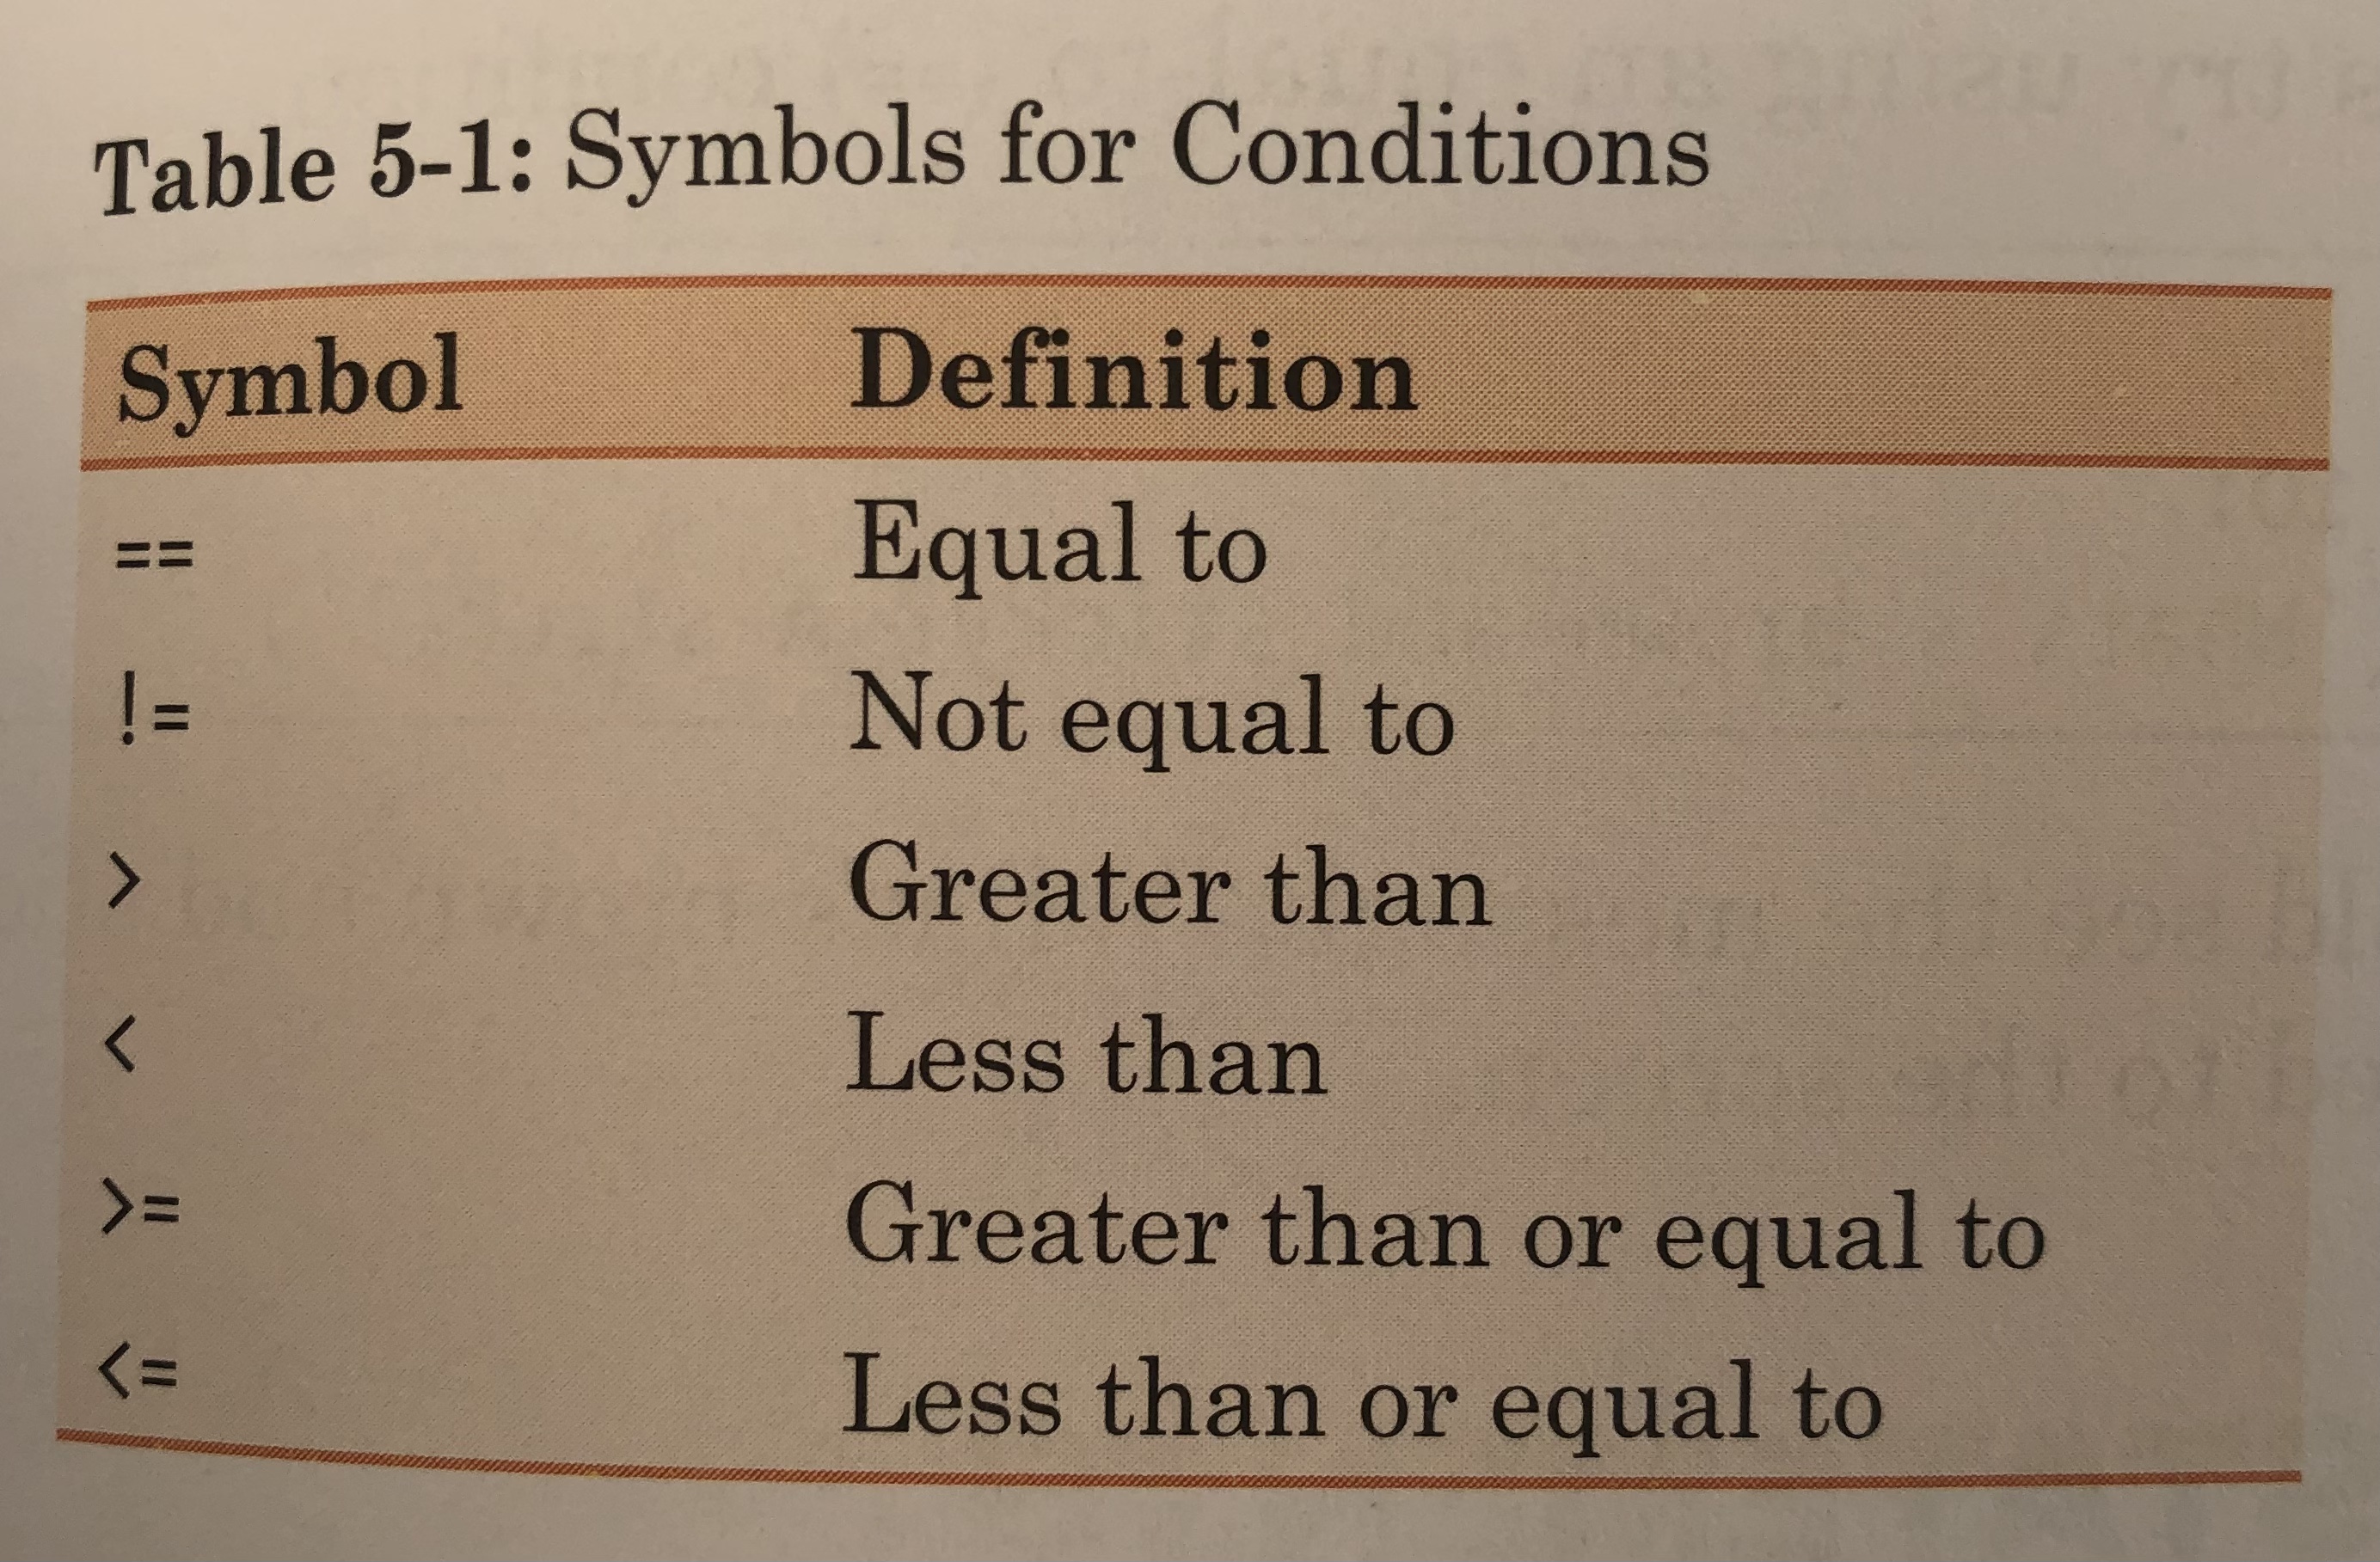 Table 5-1: Symbols for Conditions
Symbol Definition
== Equal to
!= Not equal to
> Greater than
< Less than
>= Greater than or equal to
<= Less than or equal to